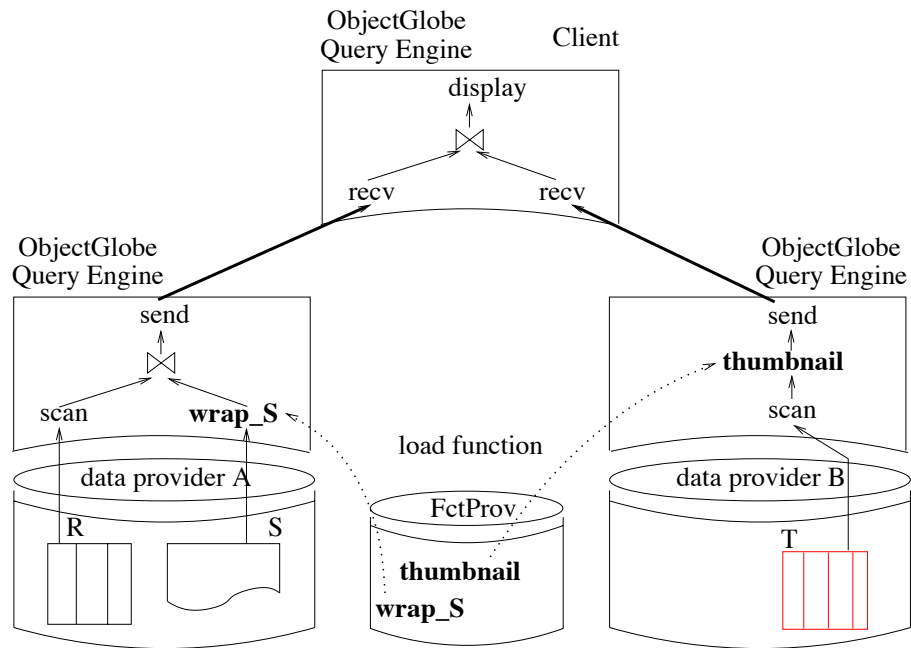 ObjectGlobe
Query Engine
Client
display
recv
recv
ObjectGlobe
Query Engine
ObjectGlobe
Query Engine
send
send
thumbnail
scan
wrap_S
scan
load function
data provider A
data provider B
FctProv
R
S
T
thumbnail
wrap_S